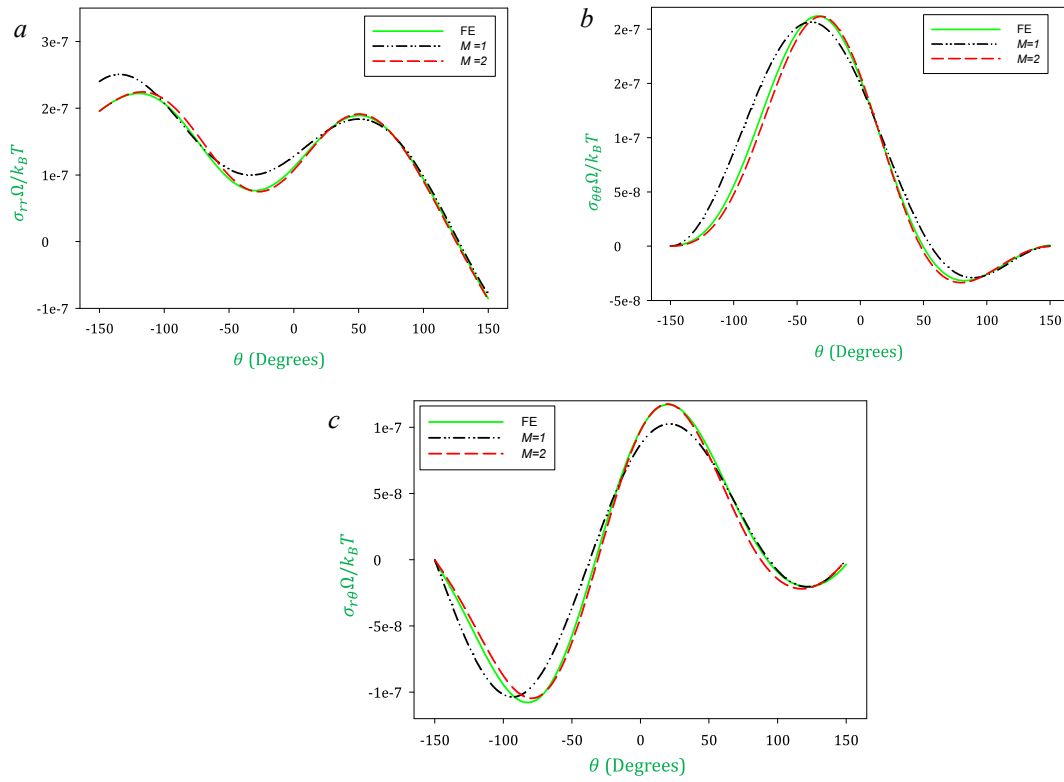 a
FE
M =1
M =2
3e-7
2e-7
1e-7
0
-1e-7
σrrΩ/kBT
-150 -100 -50 0 50 100 150
θ (Degrees)
b
FE
M=1
M=2
2e-7
2e-7
1e-7
5e-8
0
-5e-8
σθθΩ/kBT
-150 -100 -50 0 50 100 150
θ (Degrees)
c
FE
M=1
M=2
1e-7
5e-8
0
-5e-8
-1e-7
σrθΩ/kBT
-150 -100 -50 0 50 100 150
θ (Degrees)